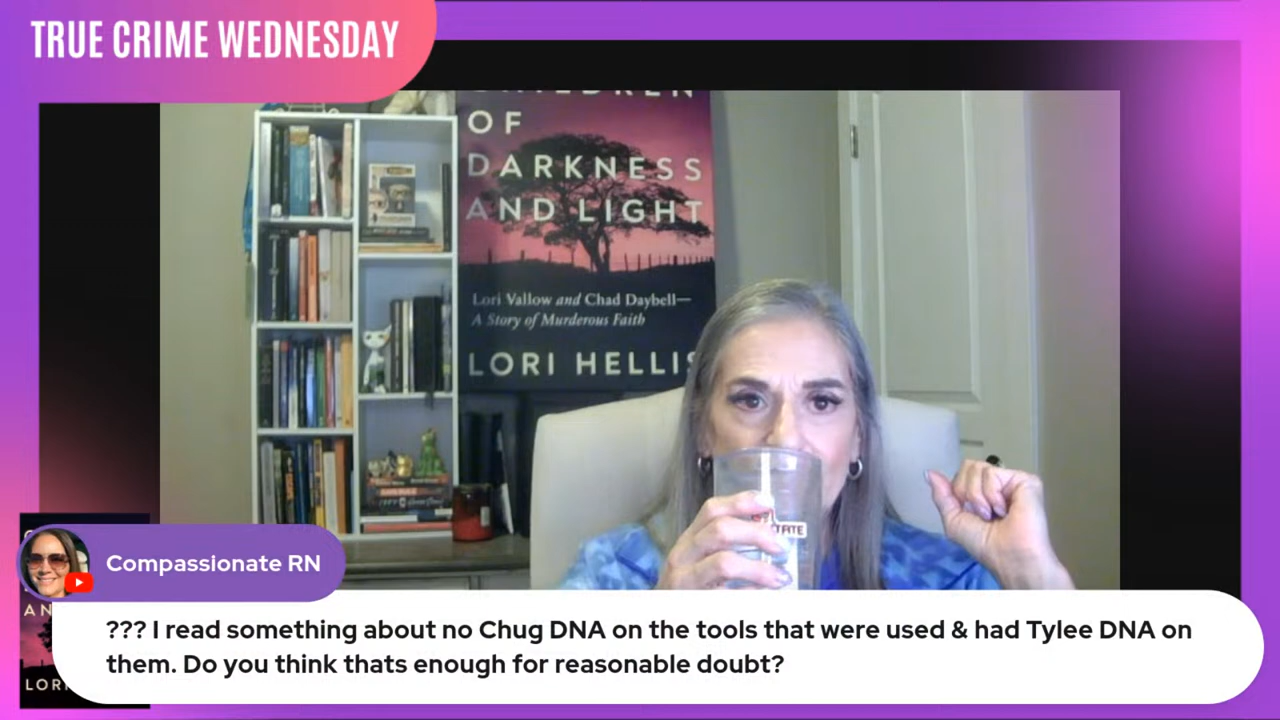 TRUE CRIME WEDNESDAY
OF
DARKNESS
AND LIGHT
Lori Vallow and Chad Daybell—
A Story of Murderous Faith
LORI HELLIS
Compassionate RN
??? I read something about no Chug DNA on the tools that were used & had Tylee DNA on
them. Do you think thats enough for reasonable doubt?
AN
LORI